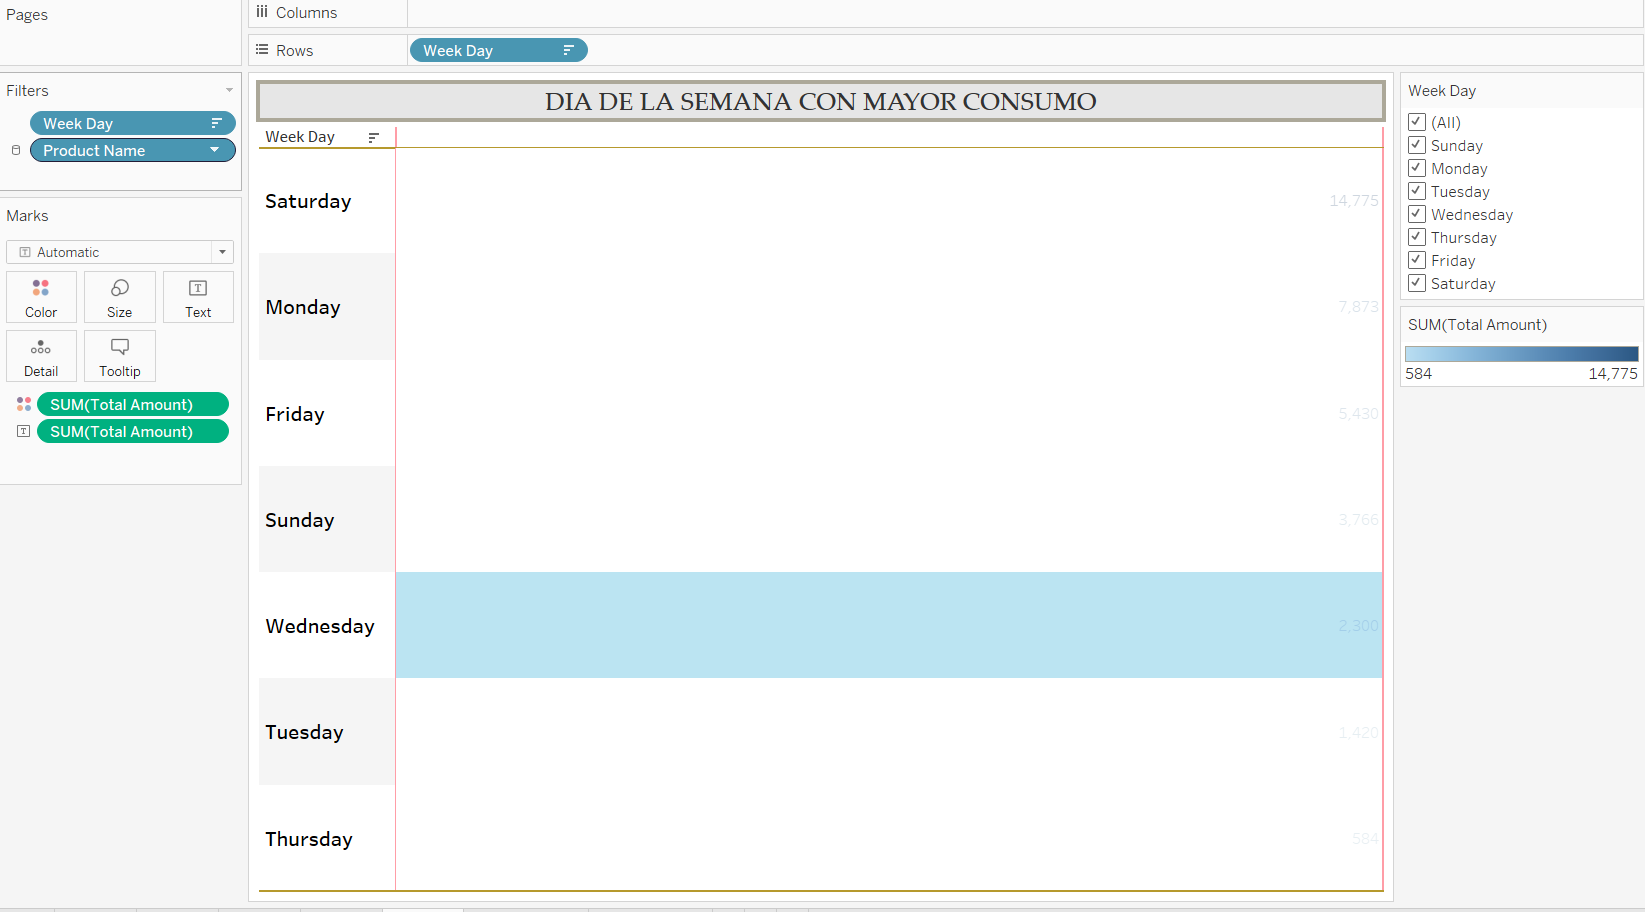 Pages
Columns
Rows
Week Day
Filters
Week Day
Product Name
Marks
Automatic
Color
Size
Text
Detail
Tooltip
SUM(Total Amount)
SUM(Total Amount)
DIA DE LA SEMANA CON MAYOR CONSUMO
Week Day
Saturday 14,775
Monday 7,873
Friday 5,430
Sunday 3,766
Wednesday 2,300
Tuesday 1,420
Thursday 584
Week Day
(All)
Sunday
Monday
Tuesday
Wednesday
Thursday
Friday
Saturday
SUM(Total Amount)
584 14,775